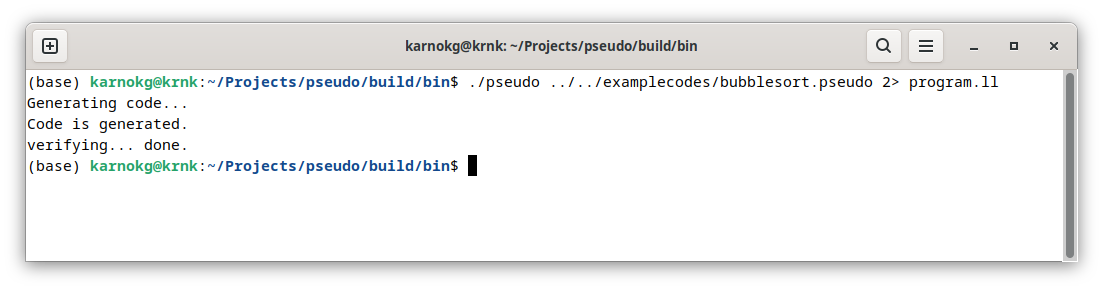 karnokg@krnk: ~/Projects/pseudo/build/bin
(base) karnokg@krnk:~/Projects/pseudo/build/bin$ ./pseudo ../../examplecodes/bubblesort.pseudo 2> program.ll
Generating code...
Code is generated.
verifying... done.
(base) karnokg@krnk:~/Projects/pseudo/build/bin$